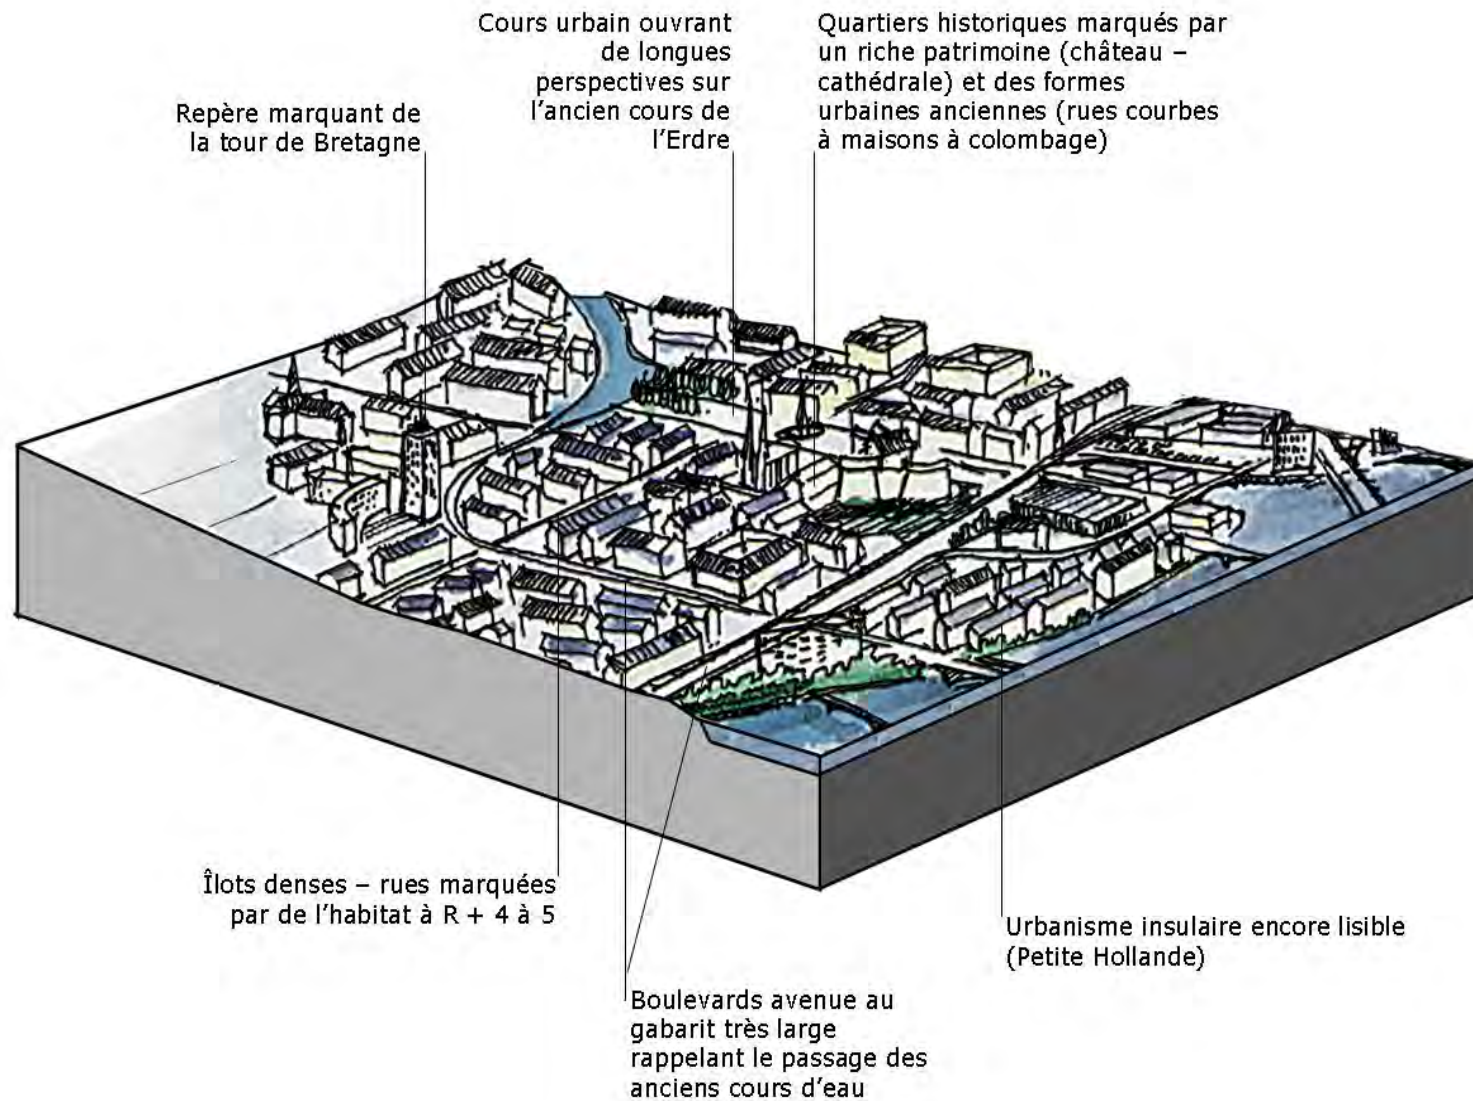 Cours urbain ouvrant
de longues
perspectives sur
l'ancien cours de
l'Erdre
Quartiers historiques marqués par
un riche patrimoine (château –
cathédrale) et des formes
urbaines anciennes (rues courbes
à maisons à colombage)
Repère marquant de
la tour de Bretagne
Îlots denses – rues marquées
par de l'habitat à R + 4 à 5
Urbanisme insulaire encore lisible
(Petite Hollande)
Boulevards avenue au
gabarit très large
rappelant le passage des
anciens cours d'eau